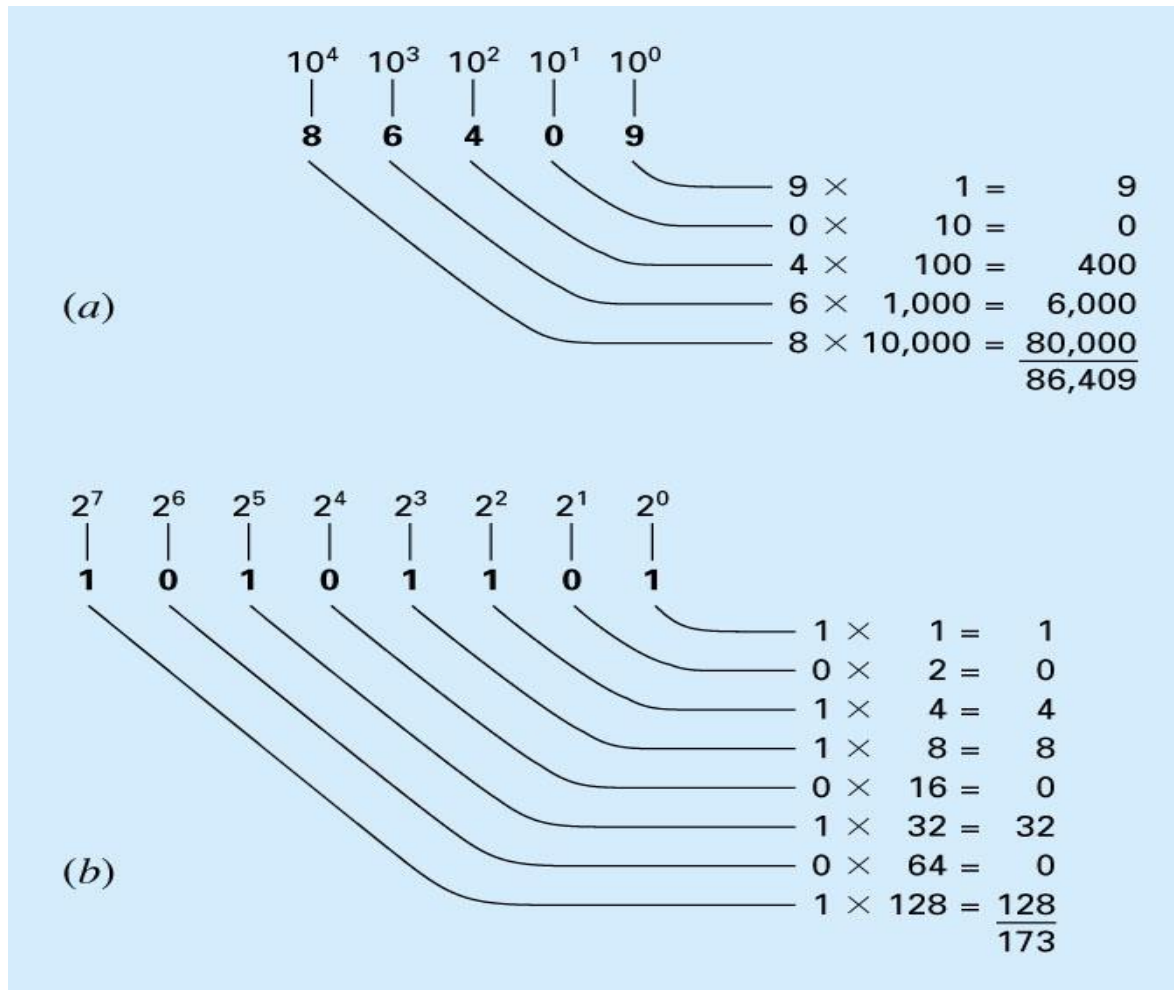 10⁴ 10³ 10² 10¹ 10⁰
8 6 4 0 9
9 × 1 = 9
0 × 10 = 0
4 × 100 = 400
(a)
6 × 1,000 = 6,000
8 × 10,000 = 80,000
86,409
2⁷ 2⁶ 2⁵ 2⁴ 2³ 2² 2¹ 2⁰
1 0 1 0 1 1 0 1
1 × 1 = 1
0 × 2 = 0
1 × 4 = 4
1 × 8 = 8
0 × 16 = 0
1 × 32 = 32
(b)
0 × 64 = 0
1 × 128 = 128
173